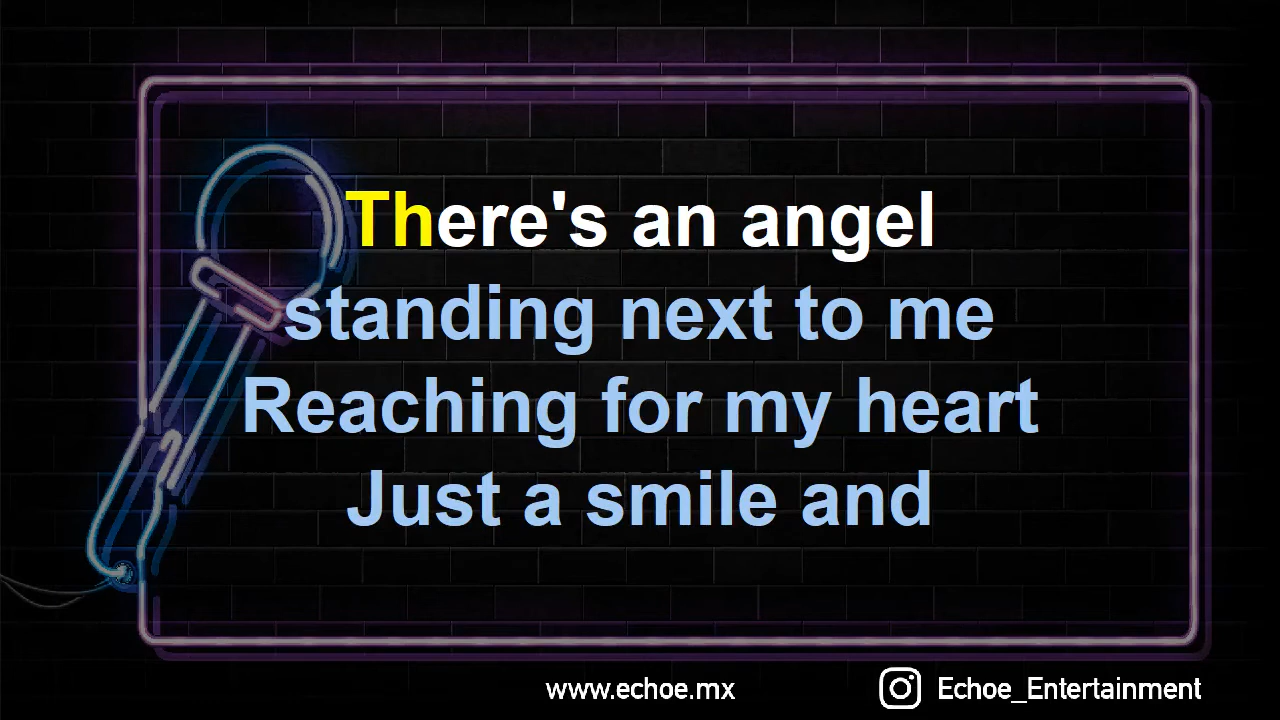 There's an angel
standing next to me
Reaching for my heart
Just a smile and
www.echoe.mx Echoe_Entertainment